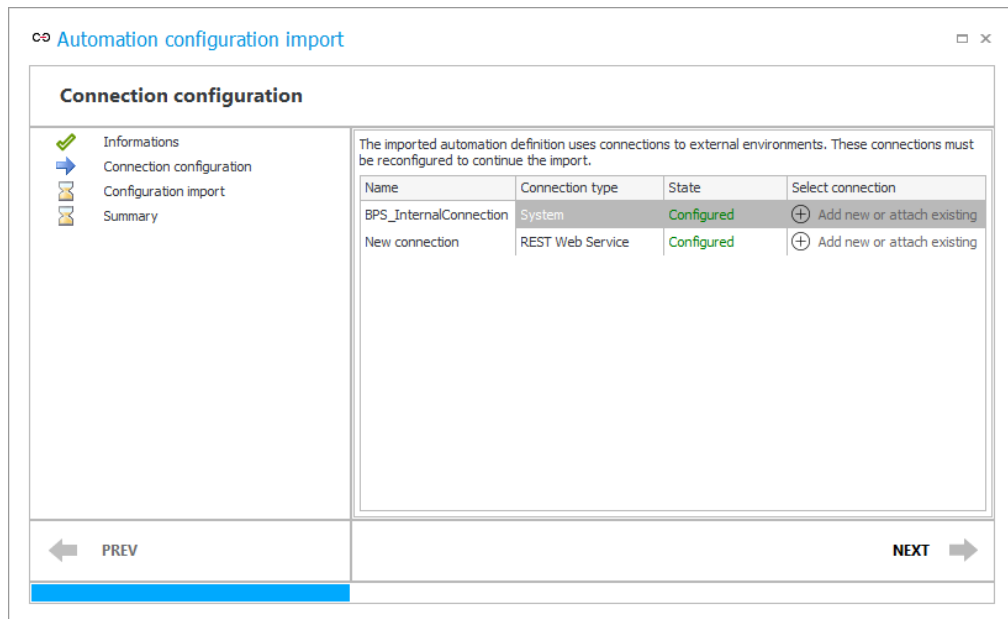 Automation configuration import
Connection configuration
Informations
Connection configuration
Configuration import
Summary
The imported automation definition uses connections to external environments. These connections must
be reconfigured to continue the import.
Name Connection type State Select connection
BPS_InternalConnection System Configured Add new or attach existing
New connection REST Web Service Configured Add new or attach existing
PREV
NEXT